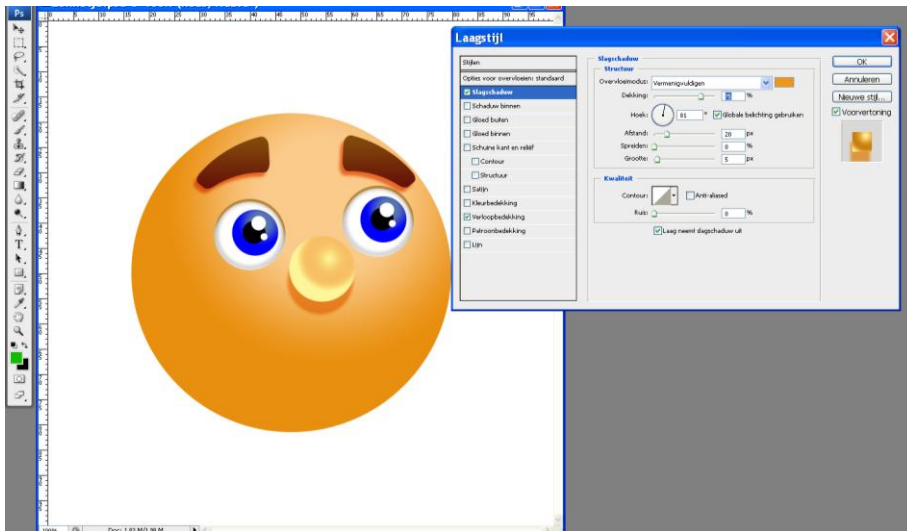 Ps
Laagstijl
Stijlen
Opties voor overvloeien: standaard
Slagschaduw
Schaduw binnen
Gloed buiten
Gloed binnen
Schuine kant en reliëf
Contour
Structuur
Satijn
Kleurbedekking
Verloopbedekking
Patroonbedekking
Lijn
Slagschaduw
Structuur
Overvloeimodus: Vermenigvuldigen
Dekking: %
Hoek: 81 ° Globale belichting gebruiken
Afstand: 20 px
Spreiden: 0 %
Grootte: 5 px
Kwaliteit
Contour: Anti-aliased
Ruis: 0 %
Laag neemt slagschaduw uit
OK
Annuleren
Nieuwe stijl...
Voorvertoning